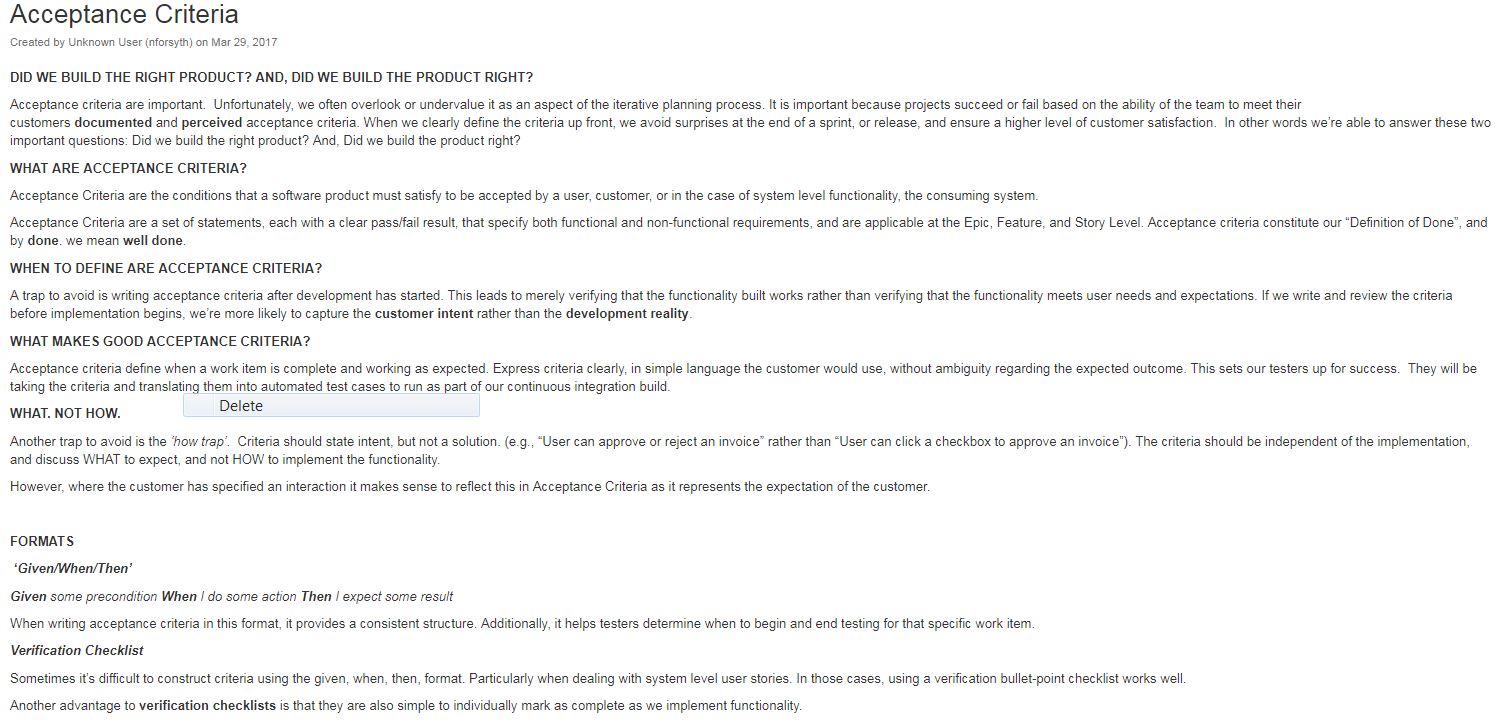 Acceptance Criteria
Created by Unknown User (nforsyth) on Mar 29, 2017
DID WE BUILD THE RIGHT PRODUCT? AND, DID WE BUILD THE PRODUCT RIGHT?
Acceptance criteria are important.  Unfortunately, we often overlook or undervalue it as an aspect of the iterative planning process. It is important because projects succeed or fail based on the ability of the team to meet their
customers documented and perceived acceptance criteria. When we clearly define the criteria up front, we avoid surprises at the end of a sprint, or release, and ensure a higher level of customer satisfaction.  In other words we're able to answer these two
important questions: Did we build the right product? And, Did we build the product right?
WHAT ARE ACCEPTANCE CRITERIA?
Acceptance Criteria are the conditions that a software product must satisfy to be accepted by a user, customer, or in the case of system level functionality, the consuming system.
Acceptance Criteria are a set of statements, each with a clear pass/fail result, that specify both functional and non-functional requirements, and are applicable at the Epic, Feature, and Story Level. Acceptance criteria constitute our “Definition of Done”, and
by done. we mean well done.
WHEN TO DEFINE ARE ACCEPTANCE CRITERIA?
A trap to avoid is writing acceptance criteria after development has started. This leads to merely verifying that the functionality built works rather than verifying that the functionality meets user needs and expectations. If we write and review the criteria
before implementation begins, we're more likely to capture the customer intent rather than the development reality.
WHAT MAKES GOOD ACCEPTANCE CRITERIA?
Acceptance criteria define when a work item is complete and working as expected. Express criteria clearly, in simple language the customer would use, without ambiguity regarding the expected outcome. This sets our testers up for success.  They will be
taking the criteria and translating them into automated test cases to run as part of our continuous integration build.
Delete
WHAT. NOT HOW.
Another trap to avoid is the 'how trap'.  Criteria should state intent, but not a solution. (e.g., “User can approve or reject an invoice” rather than “User can click a checkbox to approve an invoice”). The criteria should be independent of the implementation,
and discuss WHAT to expect, and not HOW to implement the functionality.
However, where the customer has specified an interaction it makes sense to reflect this in Acceptance Criteria as it represents the expectation of the customer.
FORMATS
‘Given/When/Then’
Given some precondition When I do some action Then I expect some result
When writing acceptance criteria in this format, it provides a consistent structure. Additionally, it helps testers determine when to begin and end testing for that specific work item.
Verification Checklist
Sometimes it's difficult to construct criteria using the given, when, then, format. Particularly when dealing with system level user stories. In those cases, using a verification bullet-point checklist works well.
Another advantage to verification checklists is that they are also simple to individually mark as complete as we implement functionality.